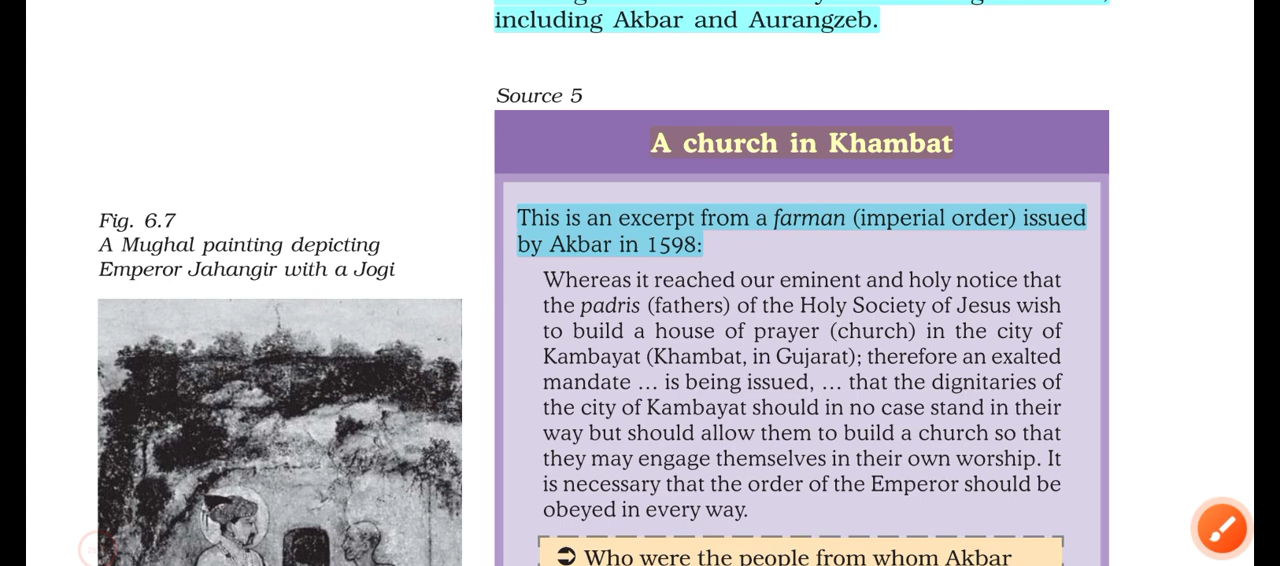 including Akbar and Aurangzeb.
Source 5
A church in Khambat
This is an excerpt from a farman (imperial order) issued
by Akbar in 1598:
Whereas it reached our eminent and holy notice that
the padris (fathers) of the Holy Society of Jesus wish
to build a house of prayer (church) in the city of
Kambayat (Khambat, in Gujarat); therefore an exalted
mandate ... is being issued, ... that the dignitaries of
the city of Kambayat should in no case stand in their
way but should allow them to build a church so that
they may engage themselves in their own worship. It
is necessary that the order of the Emperor should be
obeyed in every way.
➲ Who were the people from whom Akbar
Fig. 6.7
A Mughal painting depicting
Emperor Jahangir with a Jogi